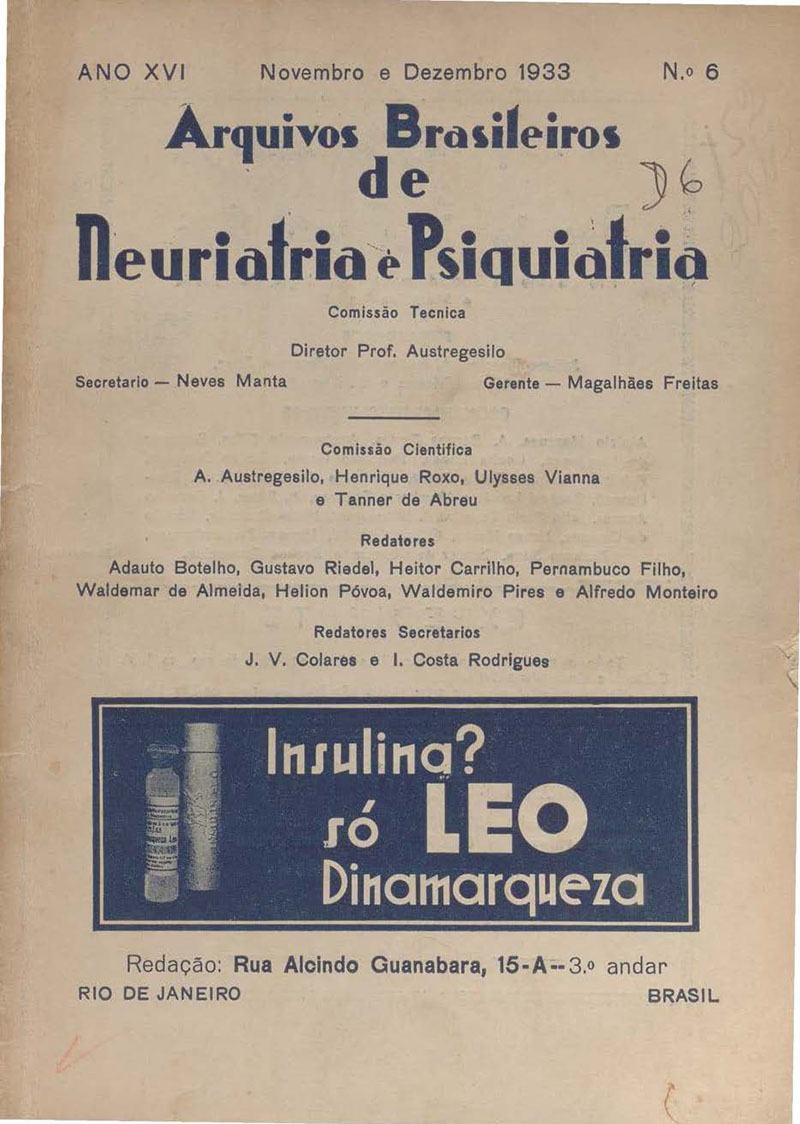 ANO XVI Novembro e Dezembro 1933 N.º 6
Arquivos Brasileiros
de
D6
Neuriatria e Psiquiatria
Comissão Tecnica
Diretor Prof. Austregesilo
Secretario — Neves Manta Gerente — Magalhães Freitas
Comissão Cientifica
A. Austregesilo, Henrique Roxo, Ulysses Vianna
e Tanner de Abreu
Redatores
Adauto Botelho, Gustavo Riedel, Heitor Carrilho, Pernambuco Filho,
Waldemar de Almeida, Helion Póvoa, Waldemiro Pires e Alfredo Monteiro
Redatores Secretarios
J. V. Colares e I. Costa Rodrigues
Insulina?
só LEO
Dinamarqueza
Redação: Rua Alcindo Guanabara, 15-A--3.º andar
RIO DE JANEIRO BRASIL